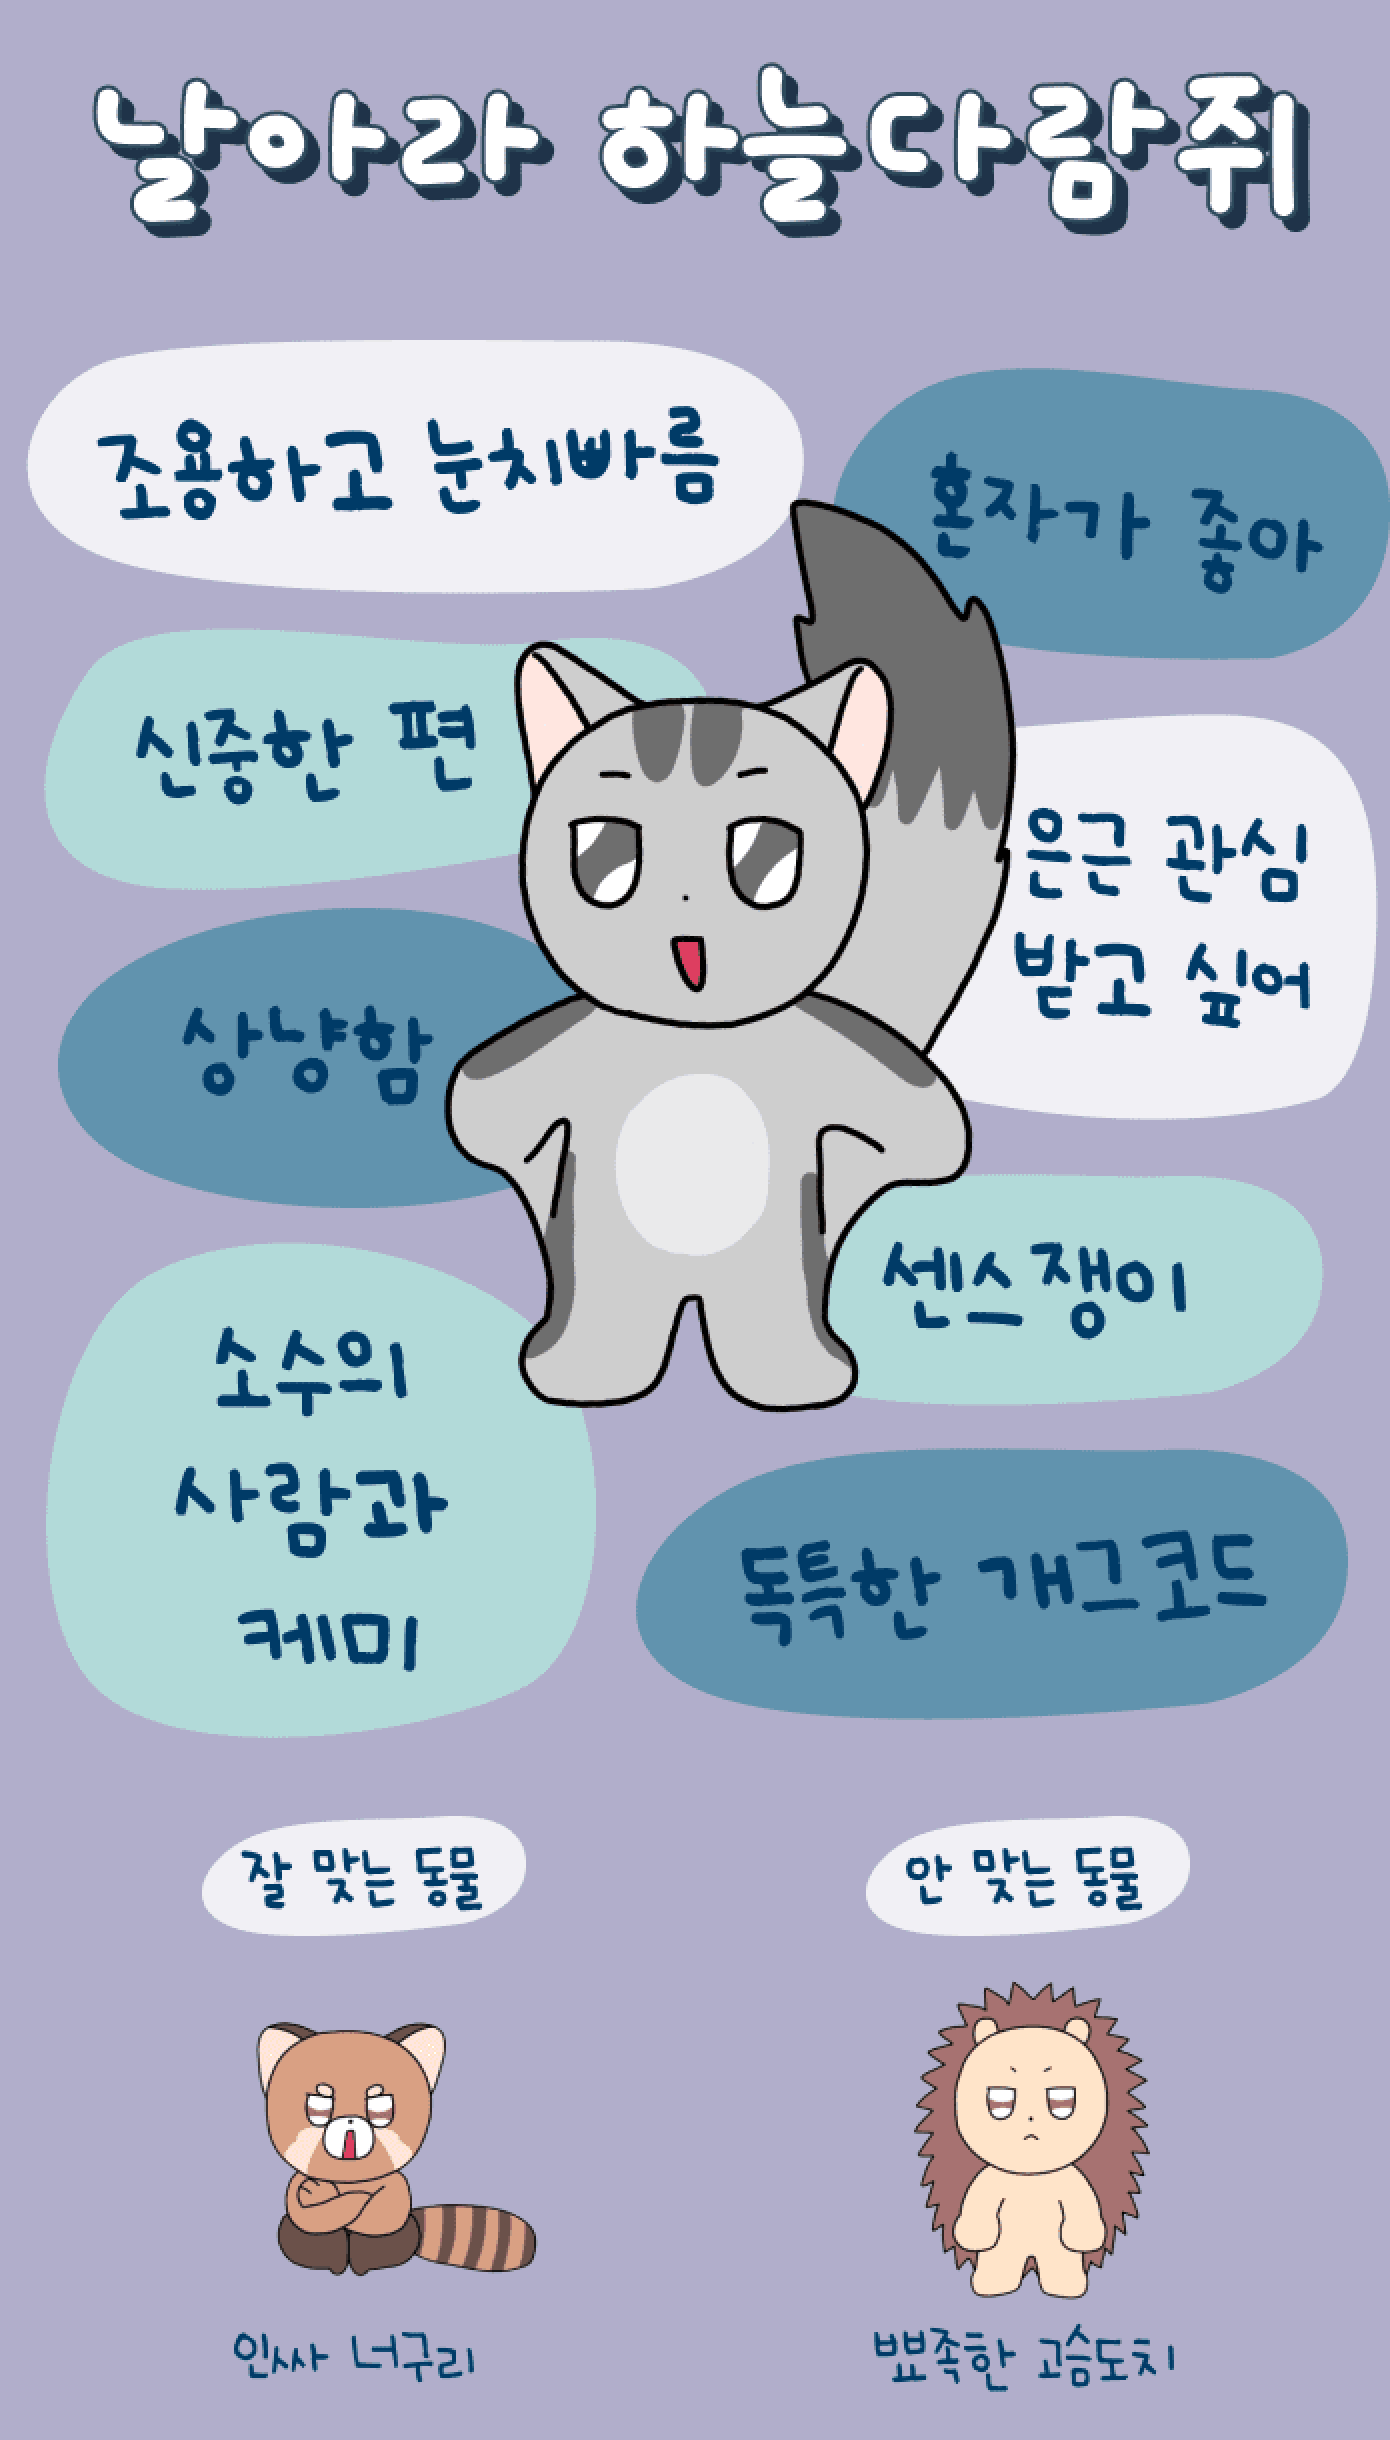 날아라 하늘다람쥐
조용하고 눈치빠름
혼자가 좋아
신중한 편
은근 관심
받고 싶어
상냥함
센스쟁이
소수의
사람과
케미
독특한 개그코드
잘 맞는 동물
안 맞는 동물
인싸 너구리
뾰족한 고슴도치